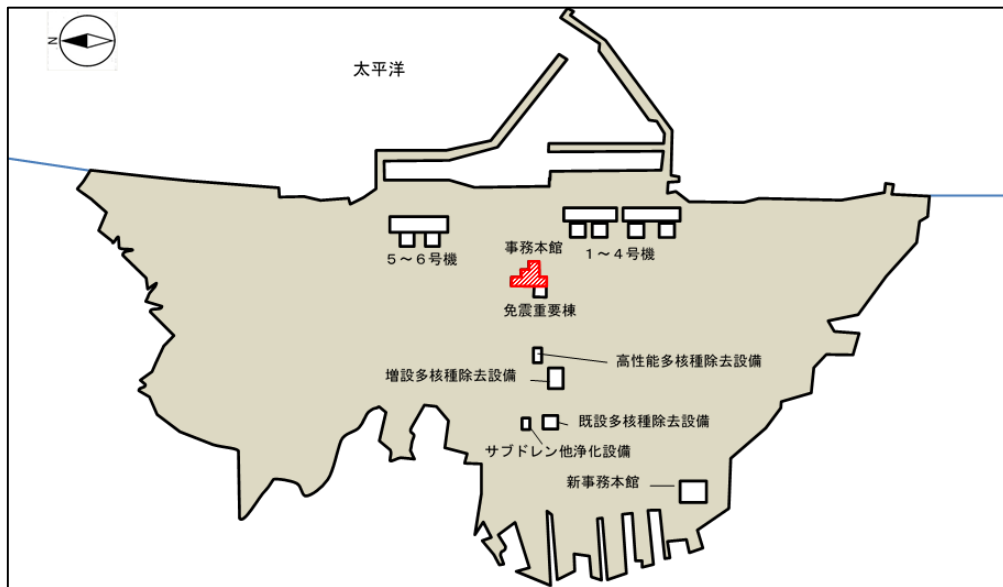 N
太平洋
事務本館
5～6号機
1～4号機
免震重要棟
高性能多核種除去設備
増設多核種除去設備
既設多核種除去設備
サブドレン他浄化設備
新事務本館